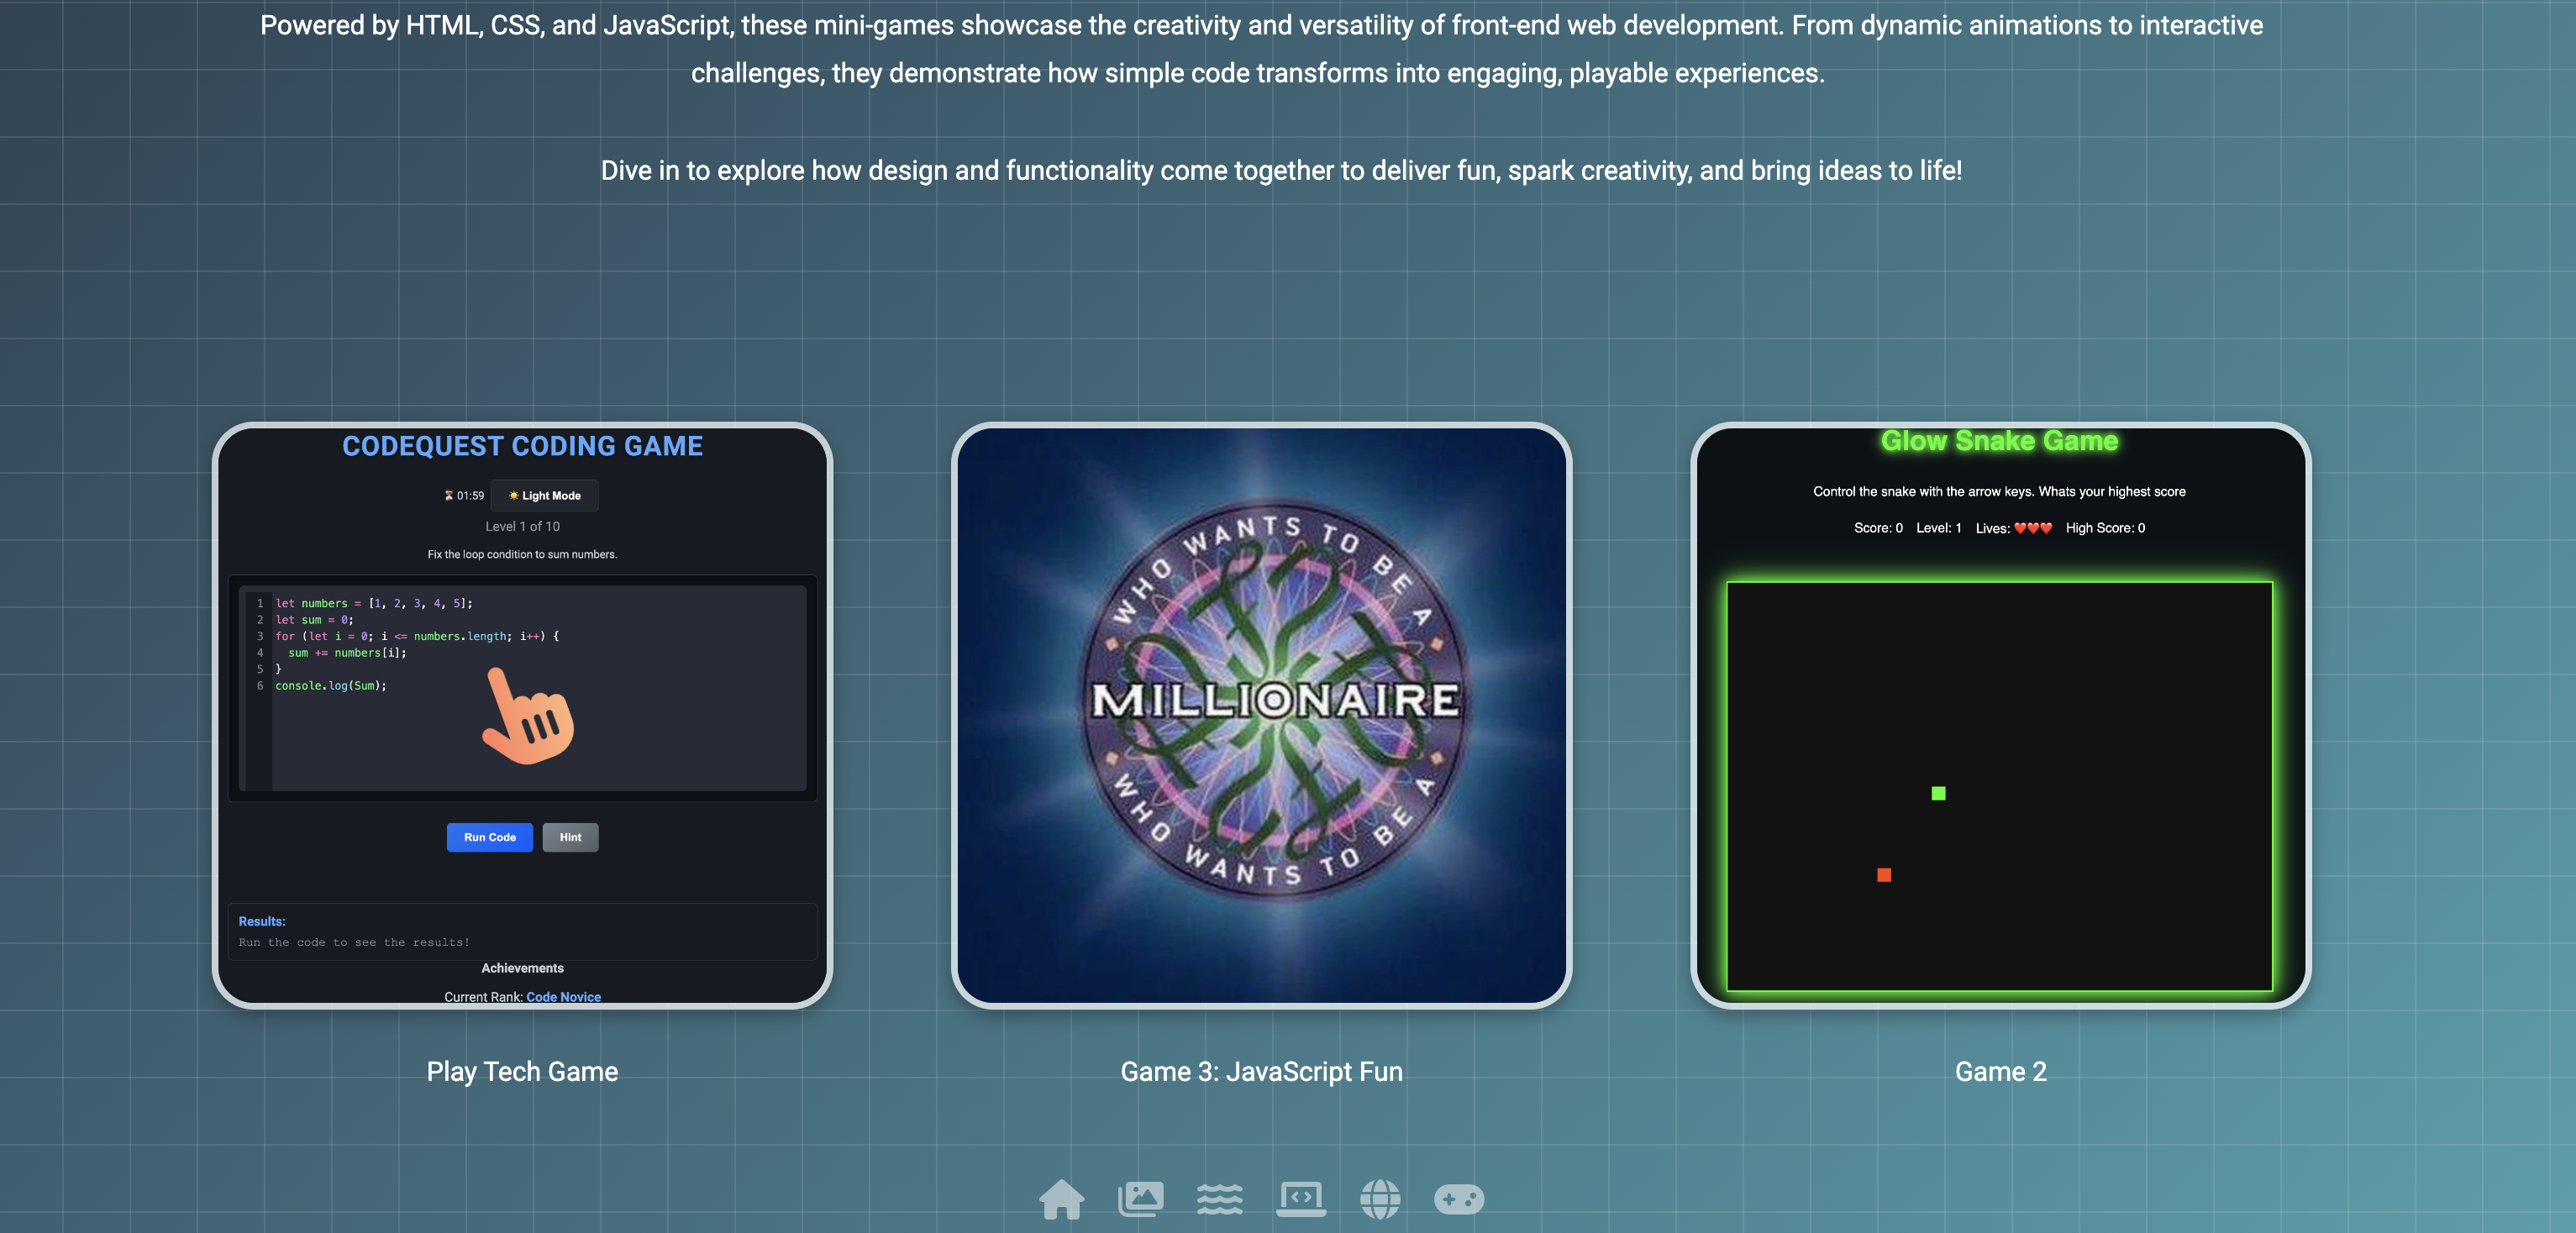 Powered by HTML, CSS, and JavaScript, these mini-games showcase the creativity and versatility of front-end web development. From dynamic animations to interactive
challenges, they demonstrate how simple code transforms into engaging, playable experiences.
Dive in to explore how design and functionality come together to deliver fun, spark creativity, and bring ideas to life!
CODEQUEST CODING GAME
⏳ 01:59 ☀️ Light Mode
Level 1 of 10
Fix the loop condition to sum numbers.
1 let numbers = [1, 2, 3, 4, 5];
2 let sum = 0;
3 for (let i = 0; i <= numbers.length; i++) {
4   sum += numbers[i];
5 }
6 console.log(Sum);
Run Code Hint
Results:
Run the code to see the results!
Achievements
Current Rank: Code Novice
Play Tech Game
WHO WANTS TO BE A
MILLIONAIRE
WHO WANTS TO BE A
Game 3: JavaScript Fun
Glow Snake Game
Control the snake with the arrow keys. Whats your highest score
Score: 0 Level: 1 Lives: ❤️❤️❤️ High Score: 0
Game 2